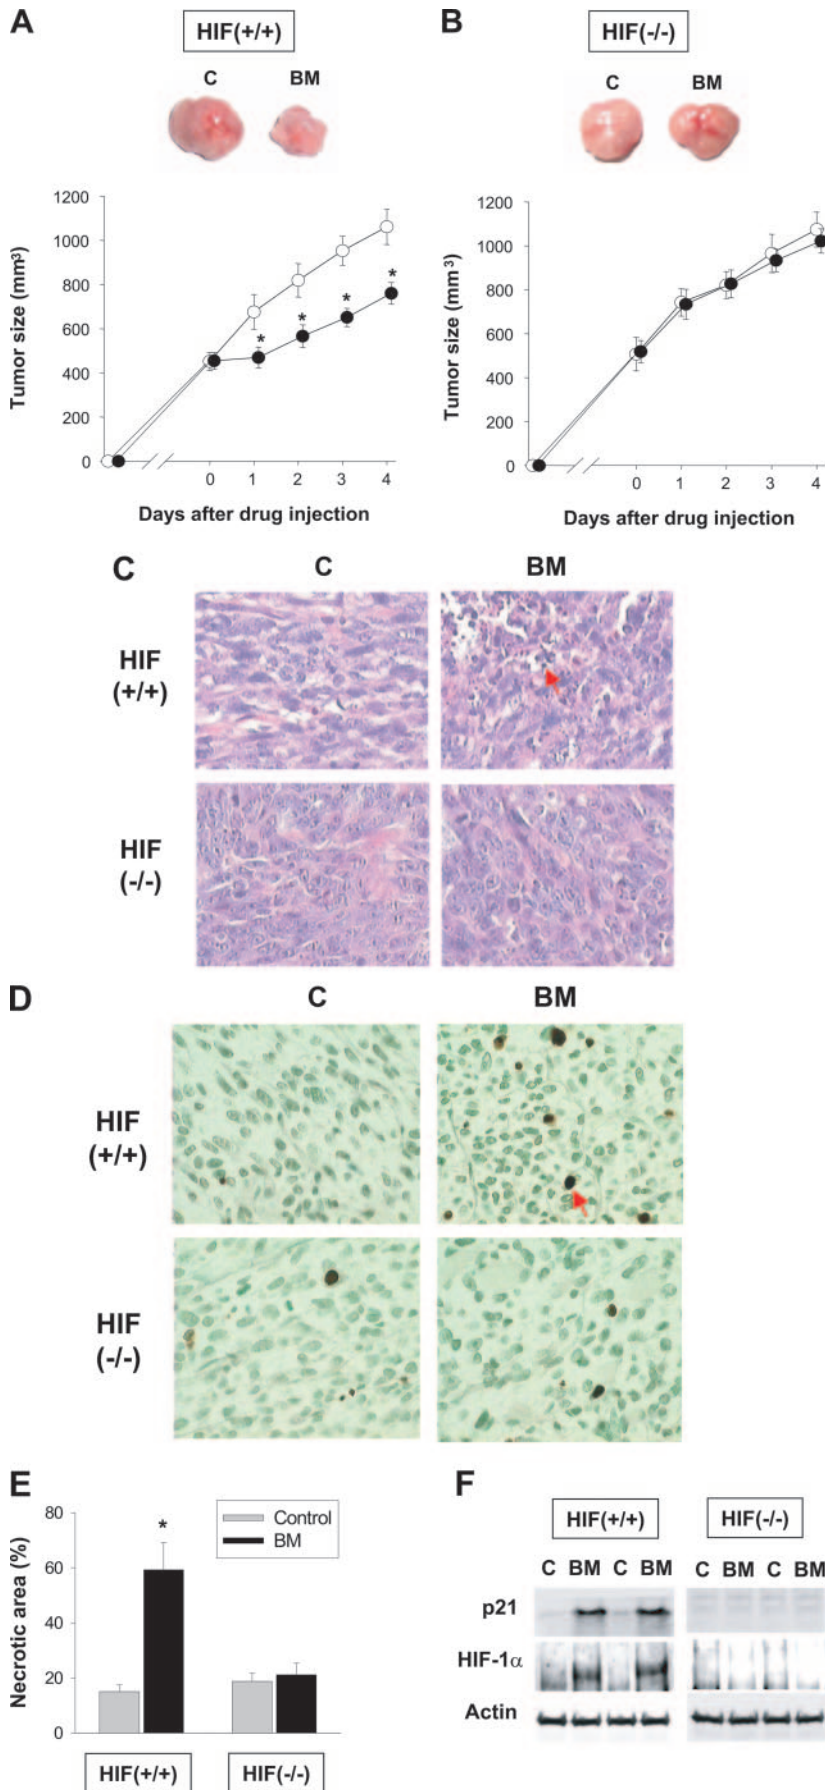 A
HIF(+/+)
C BM
Tumor size (mm³)
1200
1000
800
600
400
200
0
* * * *
0 1 2 3 4
Days after drug injection
B
HIF(-/-)
C BM
Tumor size (mm³)
1200
1000
800
600
400
200
0
0 1 2 3 4
Days after drug injection
C
C BM
HIF
(+/+)
HIF
(-/-)
D
C BM
HIF
(+/+)
HIF
(-/-)
E
Necrotic area (%)
80
60
40
20
0
*
Control
BM
HIF(+/+) HIF(-/-)
F
HIF(+/+) HIF(-/-)
C BM C BM C BM C BM
p21
HIF-1α
Actin